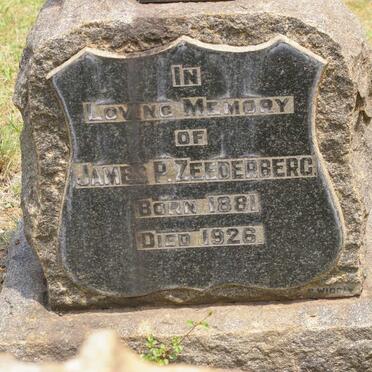 IN
LOVING MEMORY
OF
JAMES P. ZEEDERBERG
BORN 1881
DIED 1926